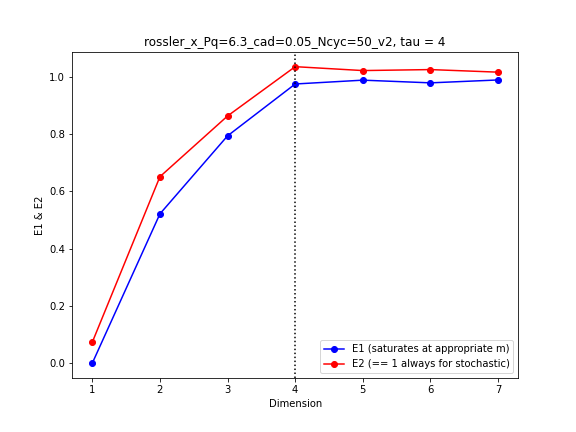 rossler_x_Pq=6.3_cad=0.05_Ncyc=50_v2, tau = 4
1.0
0.8
0.6
0.4
0.2
0.0
E1 & E2
E1 (saturates at appropriate m)
E2 (== 1 always for stochastic)
1 2 3 4 5 6 7
Dimension